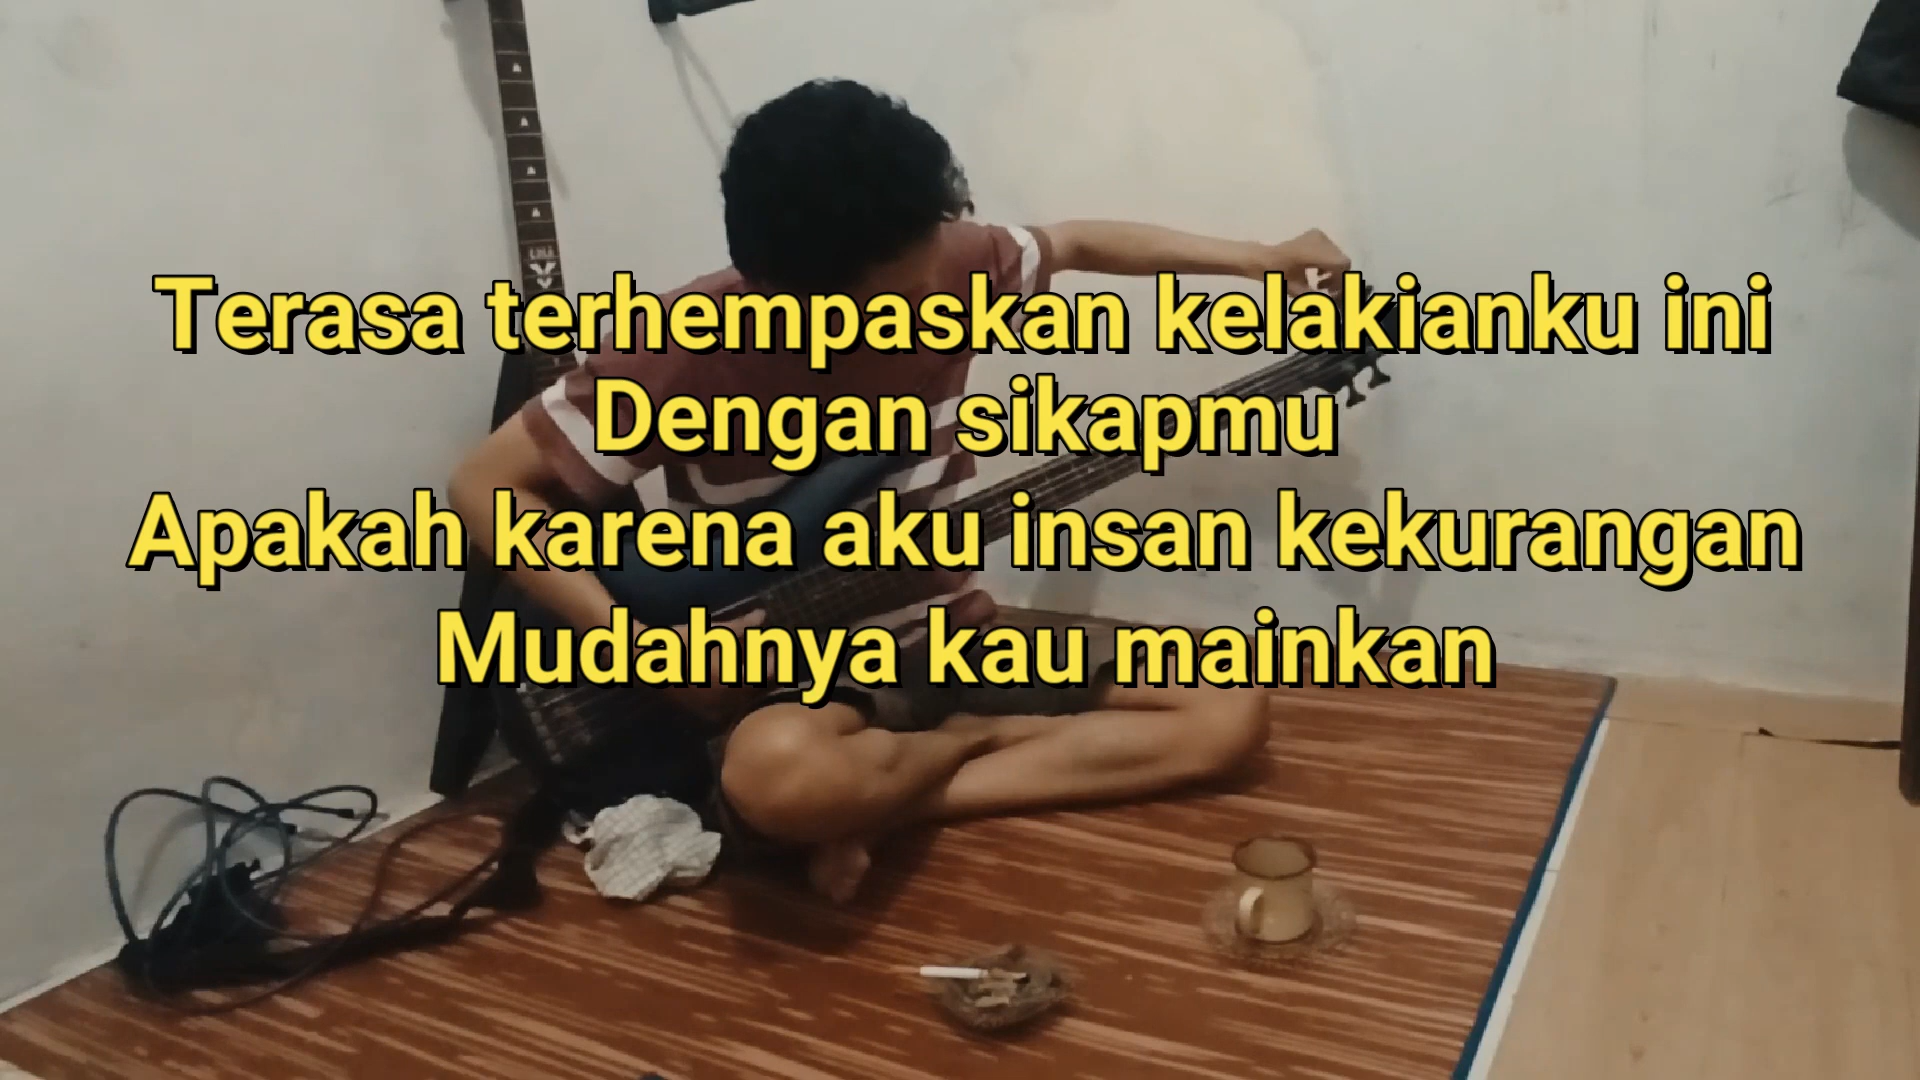 Terasa terhempaskan kelakianku ini
Dengan sikapmu
Apakah karena aku insan kekurangan
Mudahnya kau mainkan